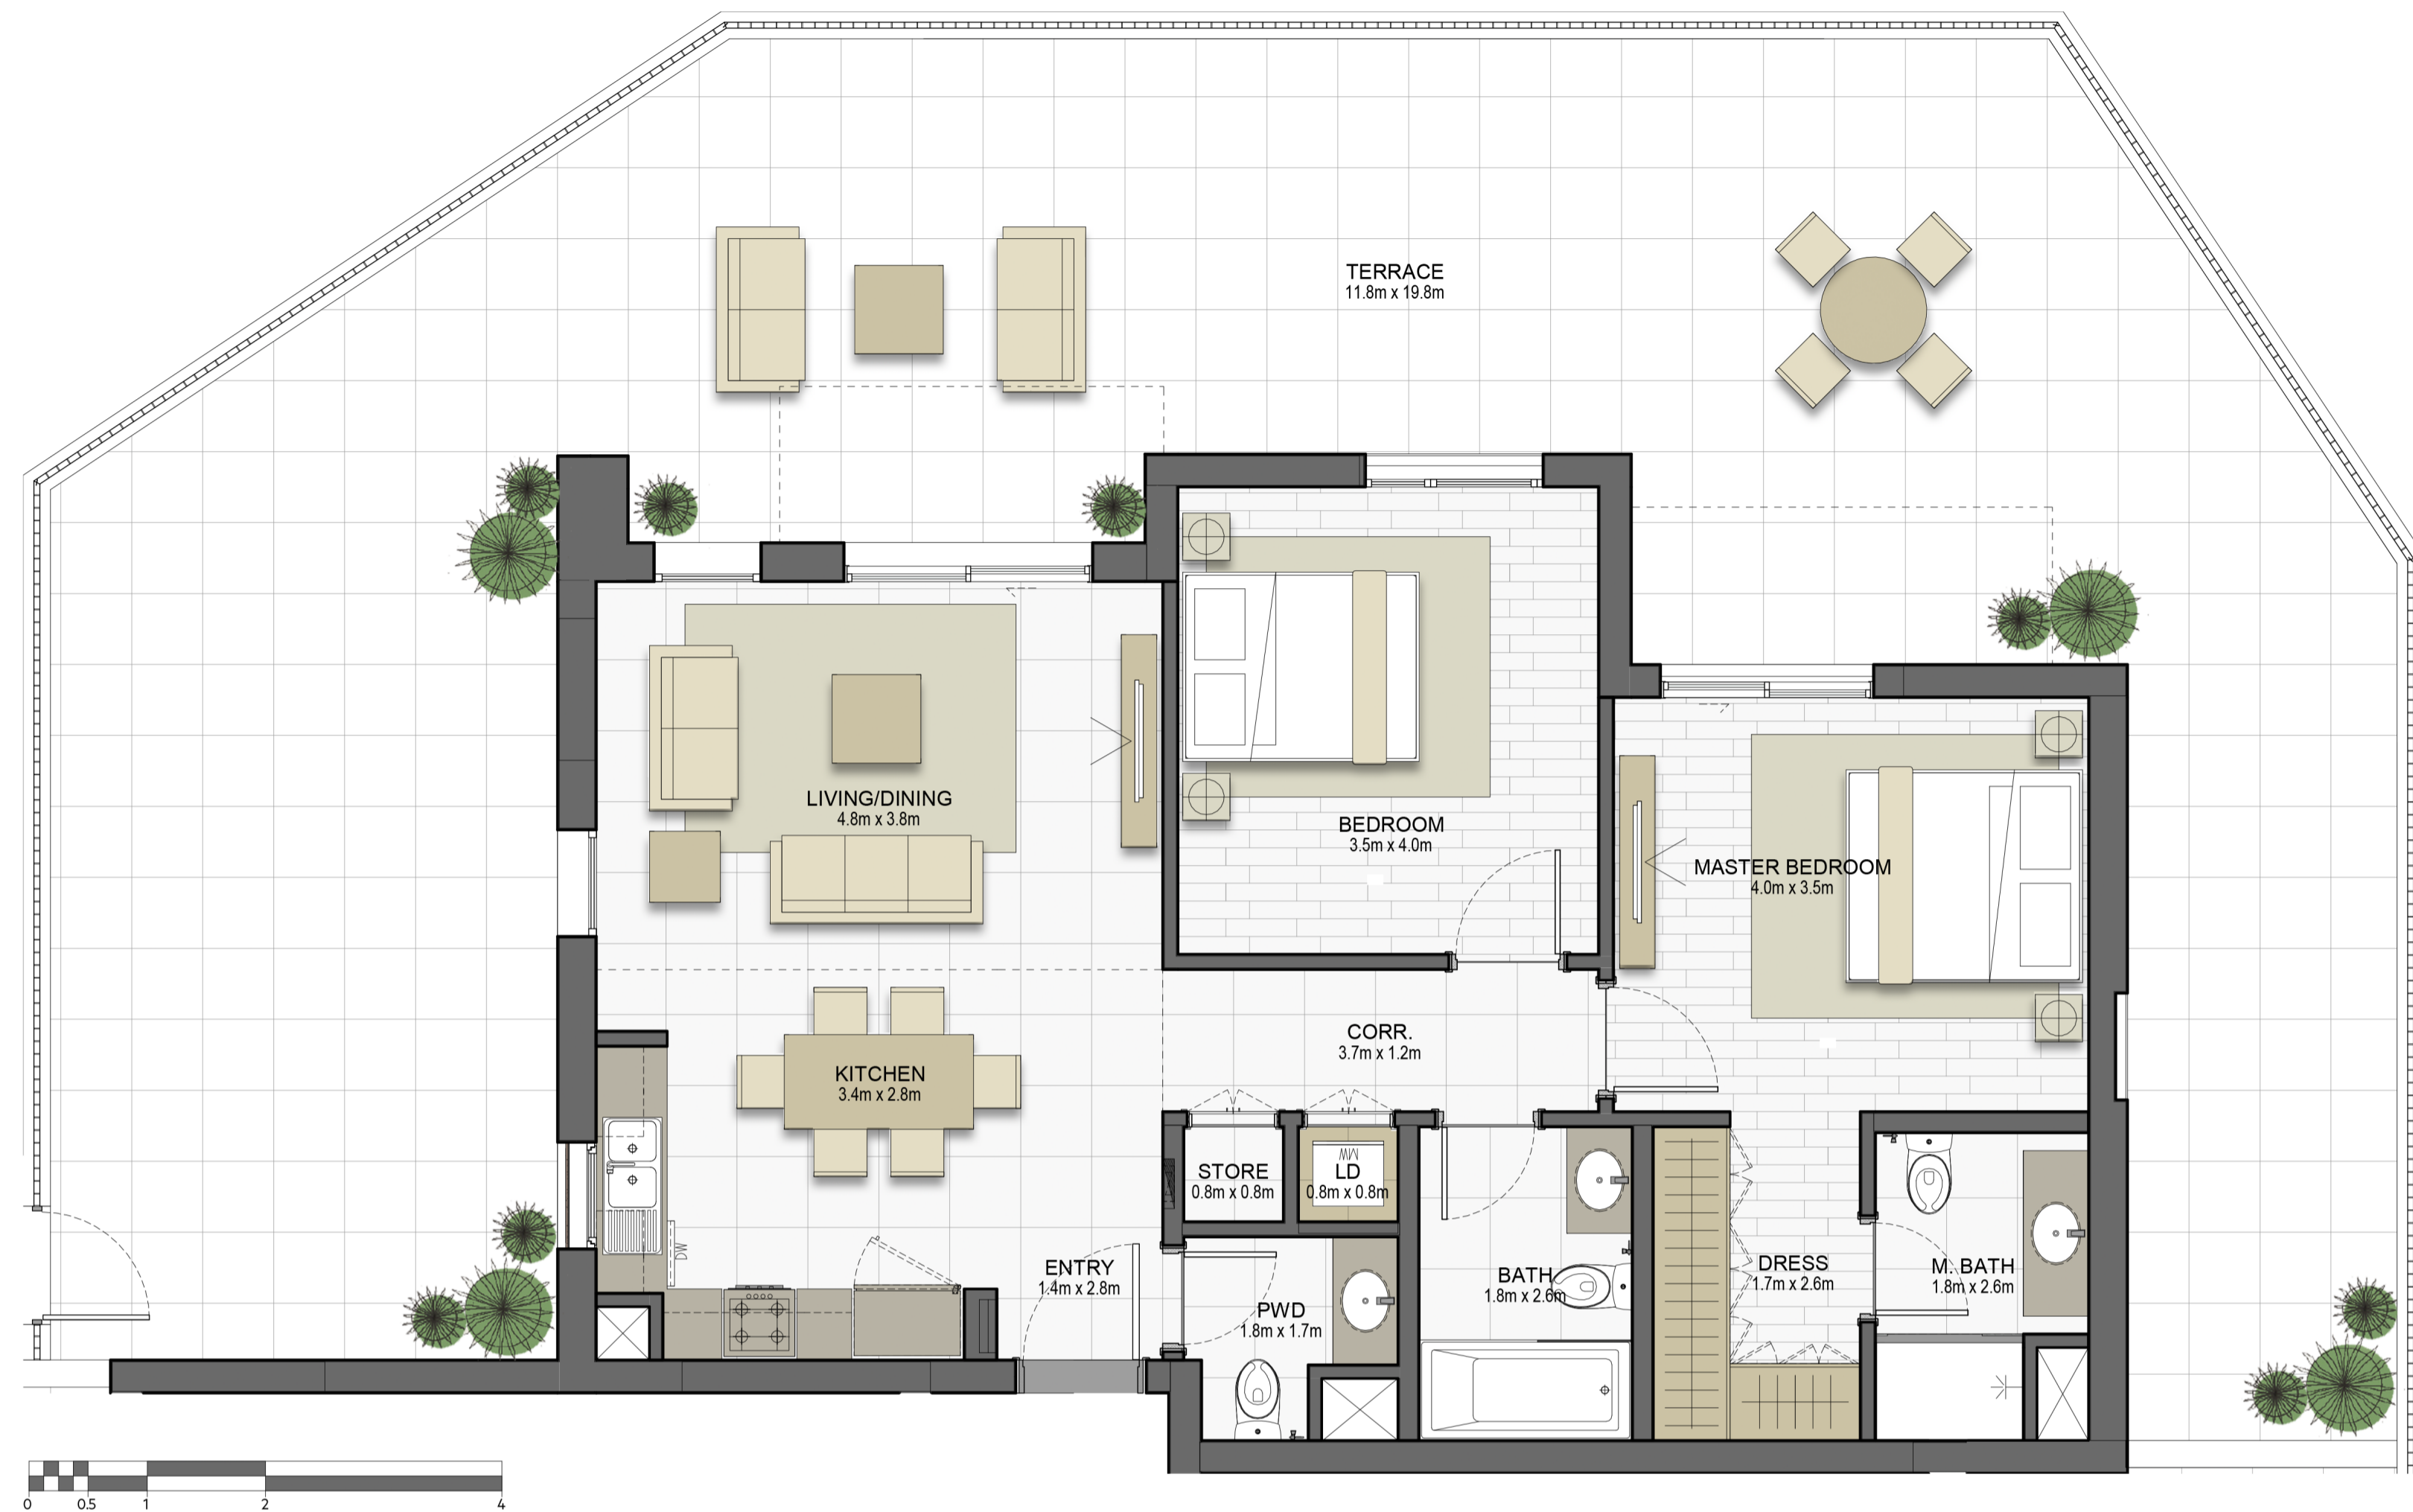 TERRACE
11.8m x 19.8m
LIVING/DINING
4.8m x 3.8m
BEDROOM
3.5m x 4.0m
MASTER BEDROOM
4.0m x 3.5m
CORR.
3.7m x 1.2m
KITCHEN
3.4m x 2.8m
STORE
0.8m x 0.8m
MW
LD
0.8m x 0.8m
DW
ENTRY
1.4m x 2.8m
PWD
1.8m x 1.7m
BATH
1.8m x 2.6m
DRESS
1.7m x 2.6m
M. BATH
1.8m x 2.6m
0 0.5 1 2 4